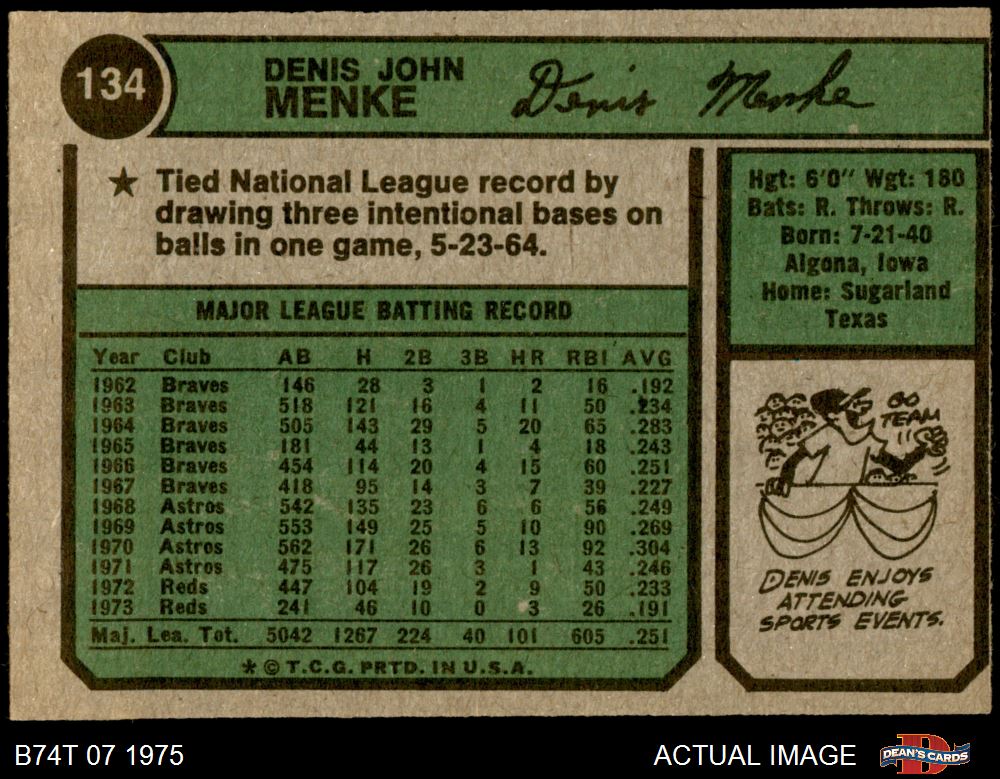 134
DENIS JOHN
MENKE
Denis Menke
★ Tied National League record by
drawing three intentional bases on
balls in one game, 5-23-64.
Hgt: 6'0" Wgt: 180
Bats: R. Throws: R.
Born: 7-21-40
Algona, Iowa
Home: Sugarland
Texas
MAJOR LEAGUE BATTING RECORD
Year Club AB H 2B 3B HR RBI AVG
1962 Braves 146 28 3 1 2 16 .192
1963 Braves 518 121 16 4 11 50 .234
1964 Braves 505 143 29 5 20 65 .283
1965 Braves 181 44 13 1 4 18 .243
1966 Braves 454 114 20 4 15 60 .251
1967 Braves 418 95 14 3 7 39 .227
1968 Astros 542 135 23 6 6 56 .249
1969 Astros 553 149 25 5 10 90 .269
1970 Astros 562 171 26 6 13 92 .304
1971 Astros 475 117 26 3 1 43 .246
1972 Reds 447 104 19 2 9 50 .233
1973 Reds 241 46 10 0 3 26 .191
Maj. Lea. Tot. 5042 1267 224 40 101 605 .251
* © T.C.G. PRTD. IN U.S.A.
GO
TEAM
DENIS ENJOYS
ATTENDING
SPORTS EVENTS.
B74T 07 1975
ACTUAL IMAGE
DEAN'S CARDS